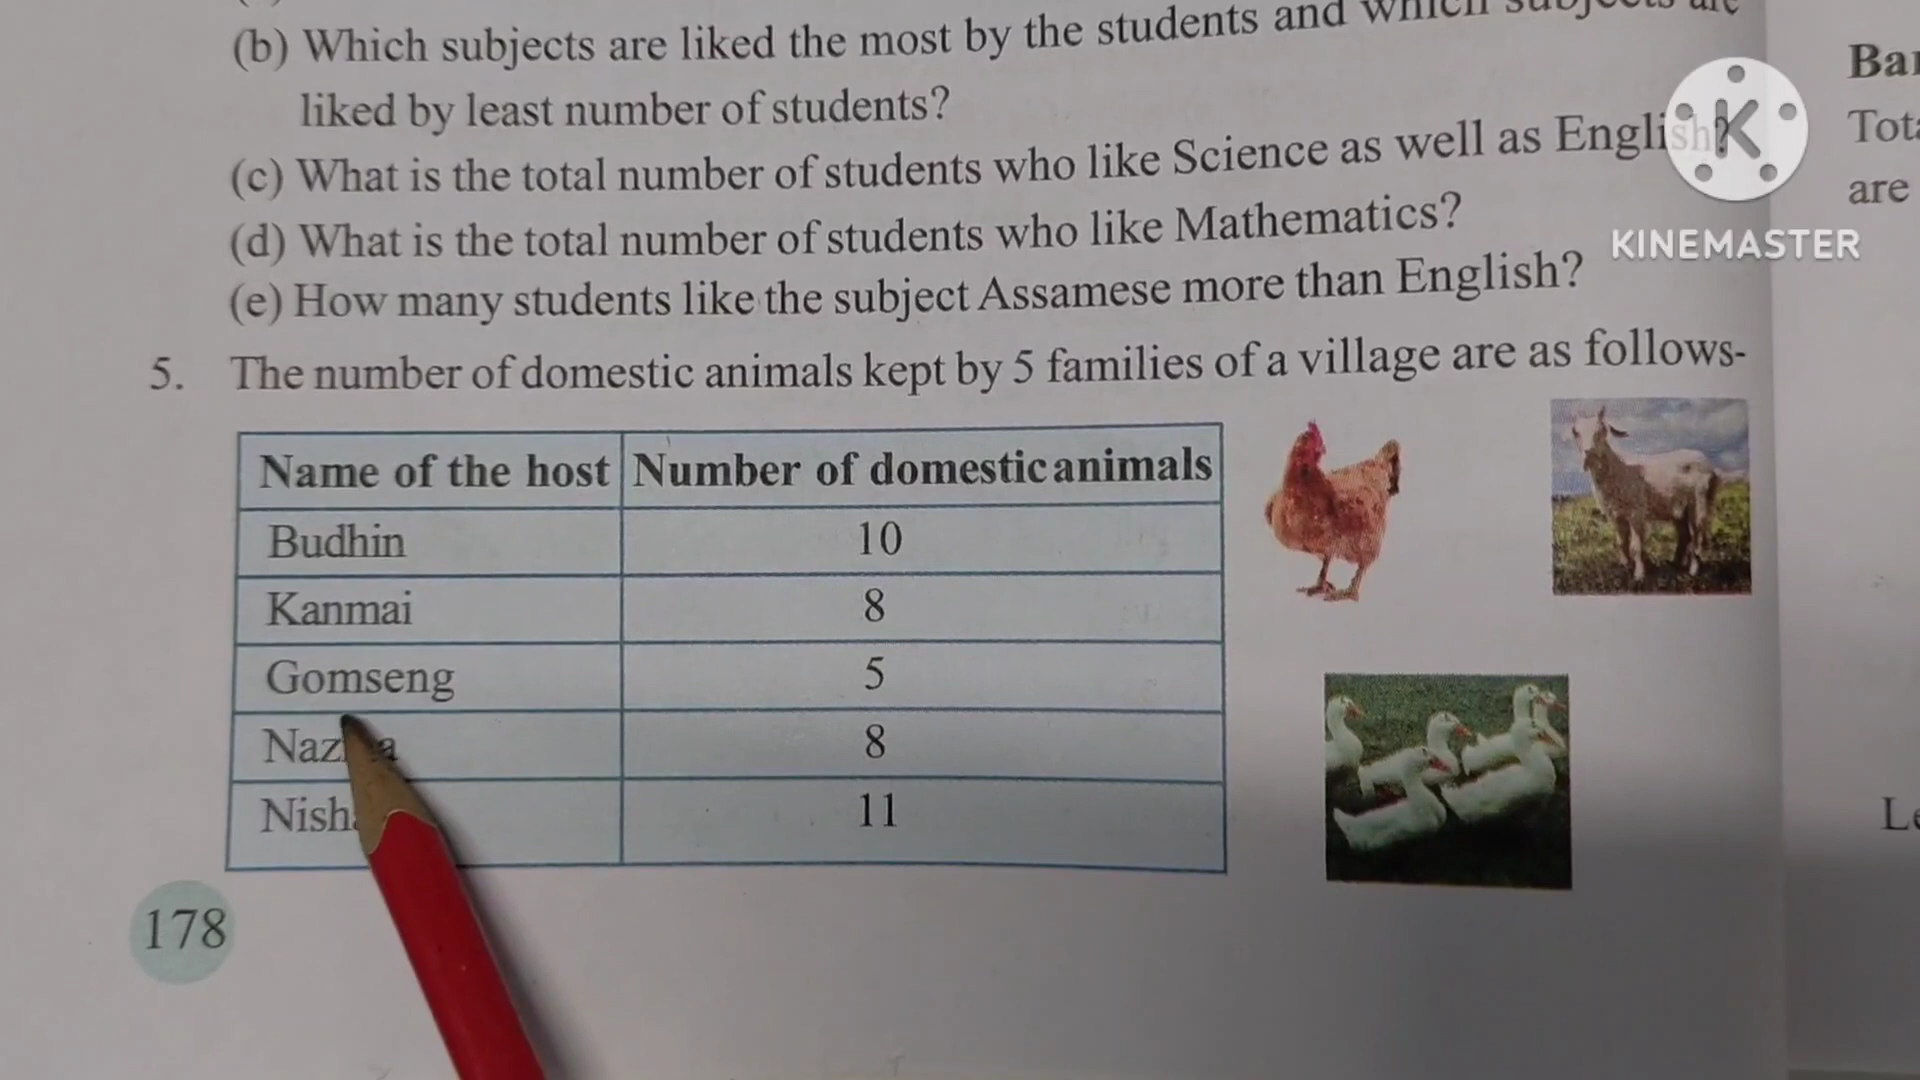 (b) Which subjects are liked the most by the students and which subjects are
liked by least number of students?
(c) What is the total number of students who like Science as well as English?
(d) What is the total number of students who like Mathematics?
(e) How many students like the subject Assamese more than English?
5. The number of domestic animals kept by 5 families of a village are as follows-
Name of the host Number of domestic animals
Budhin 10
Kanmai 8
Gomseng 5
8
11
178
are
KINEMASTER